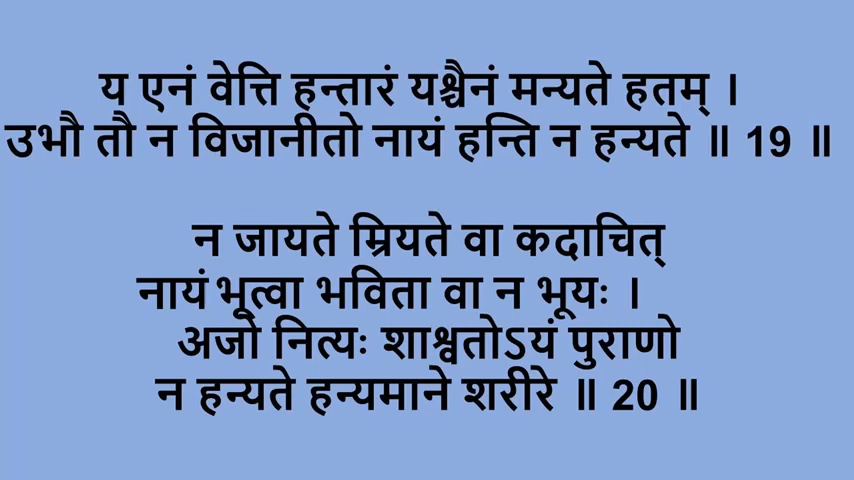 य एनं वेत्ति हन्तारं यश्चैनं मन्यते हतम् ।
उभौ तौ न विजानीतो नायं हन्ति न हन्यते ॥ 19 ॥
न जायते म्रियते वा कदाचित्
नायं भूत्वा भविता वा न भूयः ।
अजो नित्यः शाश्वतोऽयं पुराणो
न हन्यते हन्यमाने शरीरे ॥ 20 ॥